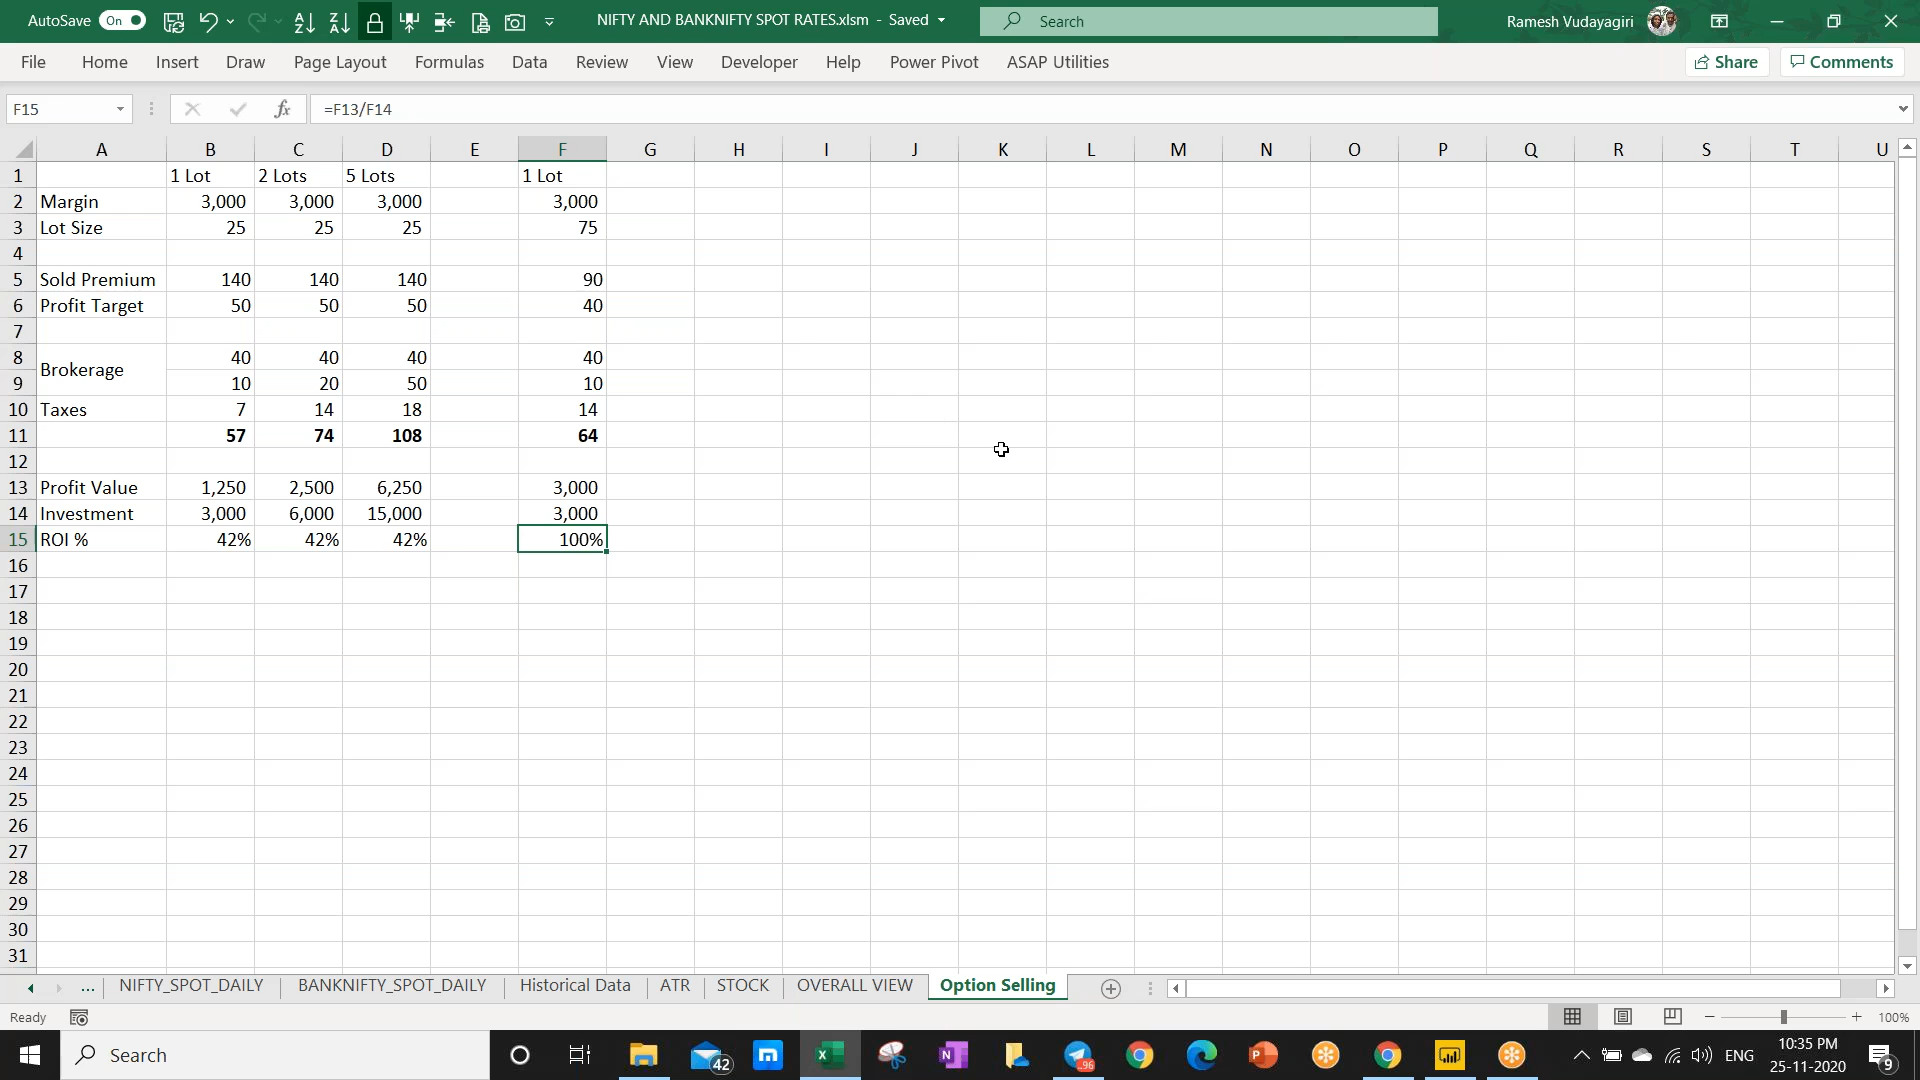 AutoSave On NIFTY AND BANKNIFTY SPOT RATES.xlsm - Saved Search Ramesh Vudayagiri
File Home Insert Draw Page Layout Formulas Data Review View Developer Help Power Pivot ASAP Utilities Share Comments
F15 fx =F13/F14
A B C D E F G H I J K L M N O P Q R S T U
1 1 Lot 2 Lots 5 Lots 1 Lot
2 Margin 3,000 3,000 3,000 3,000
3 Lot Size 25 25 25 75
4
5 Sold Premium 140 140 140 90
6 Profit Target 50 50 50 40
7
8 40 40 40 40
Brokerage
9 10 20 50 10
10 Taxes 7 14 18 14
11 57 74 108 64
12
13 Profit Value 1,250 2,500 6,250 3,000
14 Investment 3,000 6,000 15,000 3,000
15 ROI % 42% 42% 42% 100%
16
17
18
19
20
21
22
23
24
25
26
27
28
29
30
31
... NIFTY_SPOT_DAILY BANKNIFTY_SPOT_DAILY Historical Data ATR STOCK OVERALL VIEW Option Selling
Ready 100%
Search 42 96 ENG 10:35 PM
25-11-2020 9